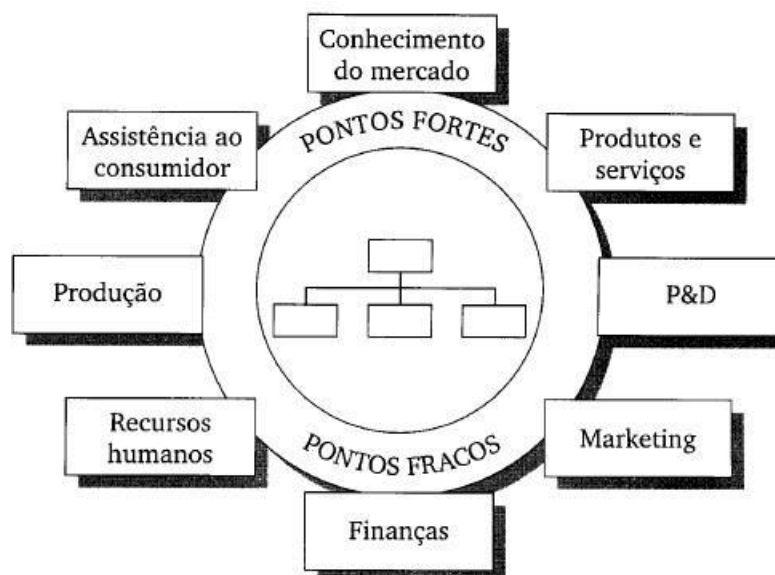 Conhecimento
do mercado
PONTOS FORTES
Assistência ao
consumidor
Produtos e
serviços
Produção
P&D
Recursos
humanos
Marketing
PONTOS FRACOS
Finanças